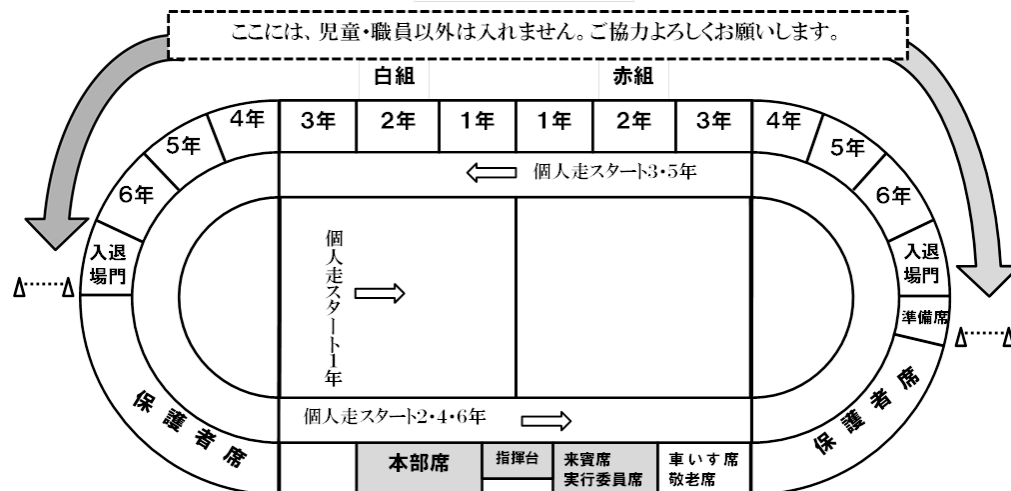 ここには、児童・職員以外は入れません。ご協力よろしくお願いします。
白組
赤組
4年
3年
2年
1年
1年
2年
3年
4年
5年
5年
6年
6年
個人走スタート3・5年
入退
場門
入退
場門
個人走スタート1年
準備席
個人走スタート2・4・6年
保護者席
保護者席
本部席
指揮台
来賓席
実行委員席
車いす席
敬老席